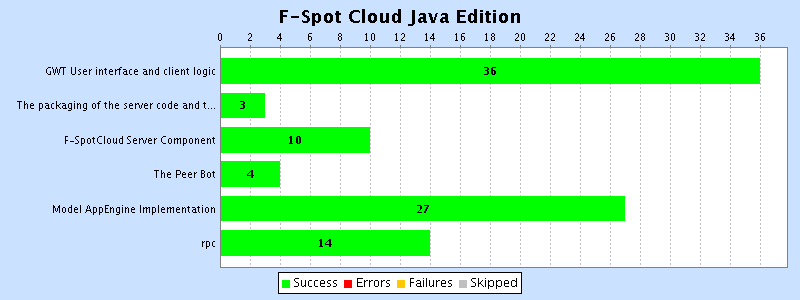 F-Spot Cloud Java Edition
0 2 4 6 8 10 12 14 16 18 20 22 24 26 28 30 32 34 36
GWT User interface and client logic 36
The packaging of the server code and t... 3
F-SpotCloud Server Component 10
The Peer Bot 4
Model AppEngine Implementation 27
rpc 14
Success Errors Failures Skipped